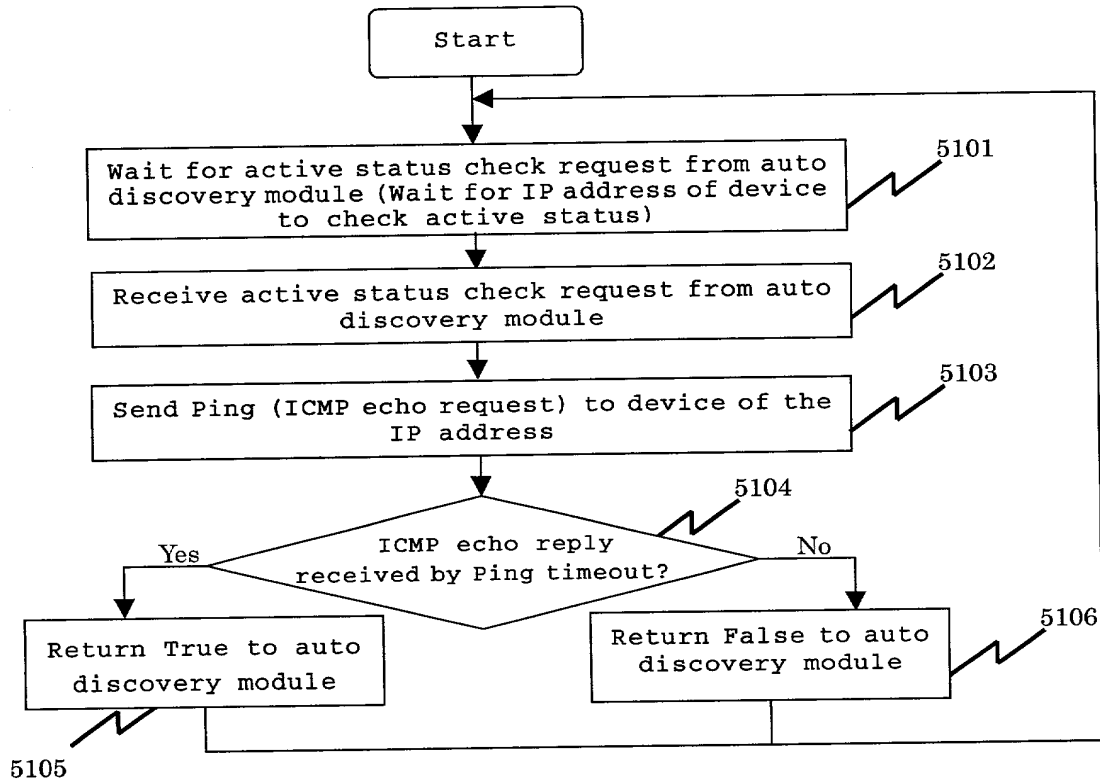 Start
Wait for active status check request from auto
discovery module (Wait for IP address of device
to check active status)
5101
Receive active status check request from auto
discovery module
5102
Send Ping (ICMP echo request) to device of the
IP address
5103
ICMP echo reply
received by Ping timeout?
5104
Yes
No
Return True to auto
discovery module
5105
Return False to auto
discovery module
5106